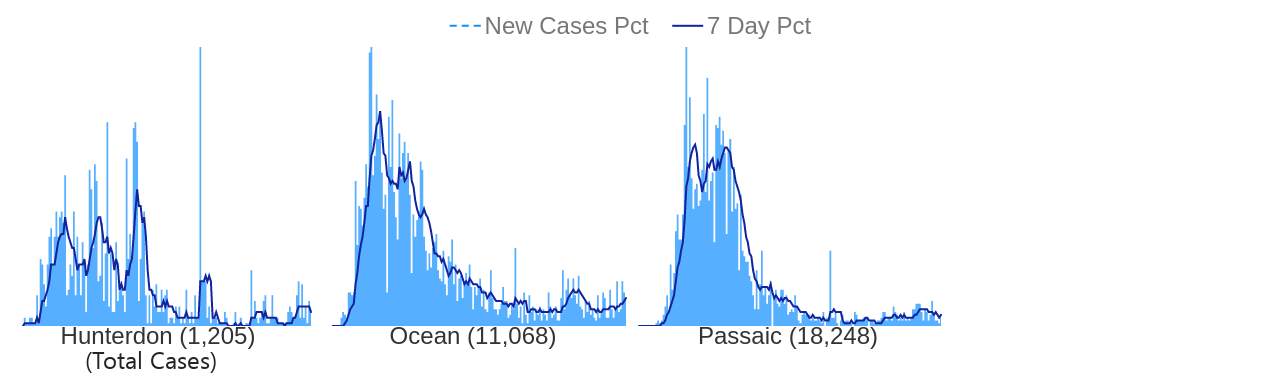 New Cases Pct 7 Day Pct
Hunterdon (1,205) Ocean (11,068) Passaic (18,248)
(Total Cases)